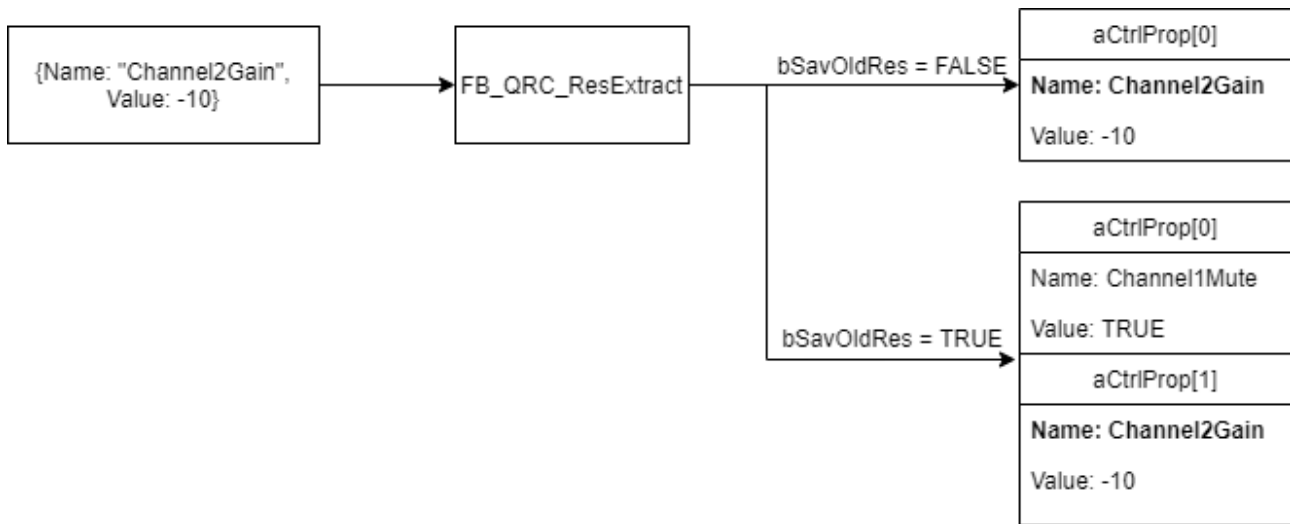 {Name: "Channel2Gain",
Value: -10}
FB_QRC_ResExtract
bSavOldRes = FALSE
aCtrlProp[0]
Name: Channel2Gain
Value: -10
bSavOldRes = TRUE
aCtrlProp[0]
Name: Channel1Mute
Value: TRUE
aCtrlProp[1]
Name: Channel2Gain
Value: -10